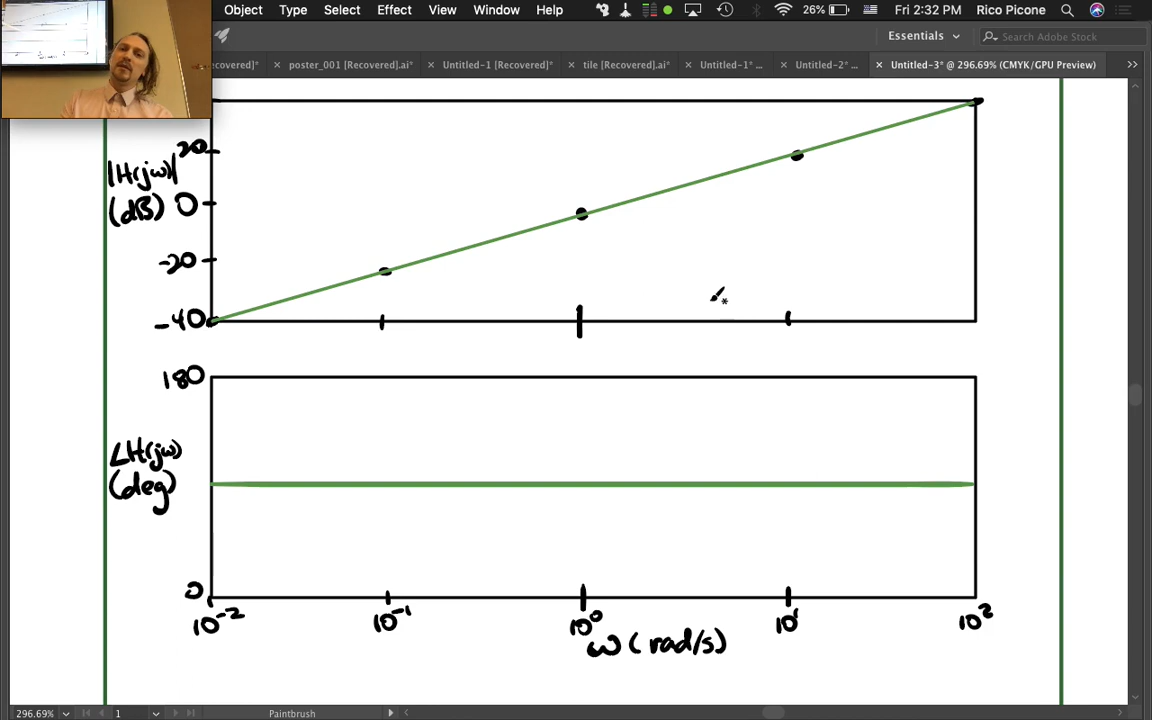 Object Type Select Effect View Window Help 26% Fri 2:32 PM Rico Picone
Essentials Search Adobe Stock
covered]* × poster_001 [Recovered].ai* × Untitled-1 [Recovered]* × tile [Recovered].ai* × Untitled-1* ... × Untitled-2* ... × Untitled-3* @ 296.69% (CMYK/GPU Preview) »
20
|H(jω)|
(dB) 0
-20
-40
180
∠H(jω)
(deg)
0
10⁻² 10⁻¹ 10⁰ 10¹ 10²
ω (rad/s)
296.69% 1 Paintbrush